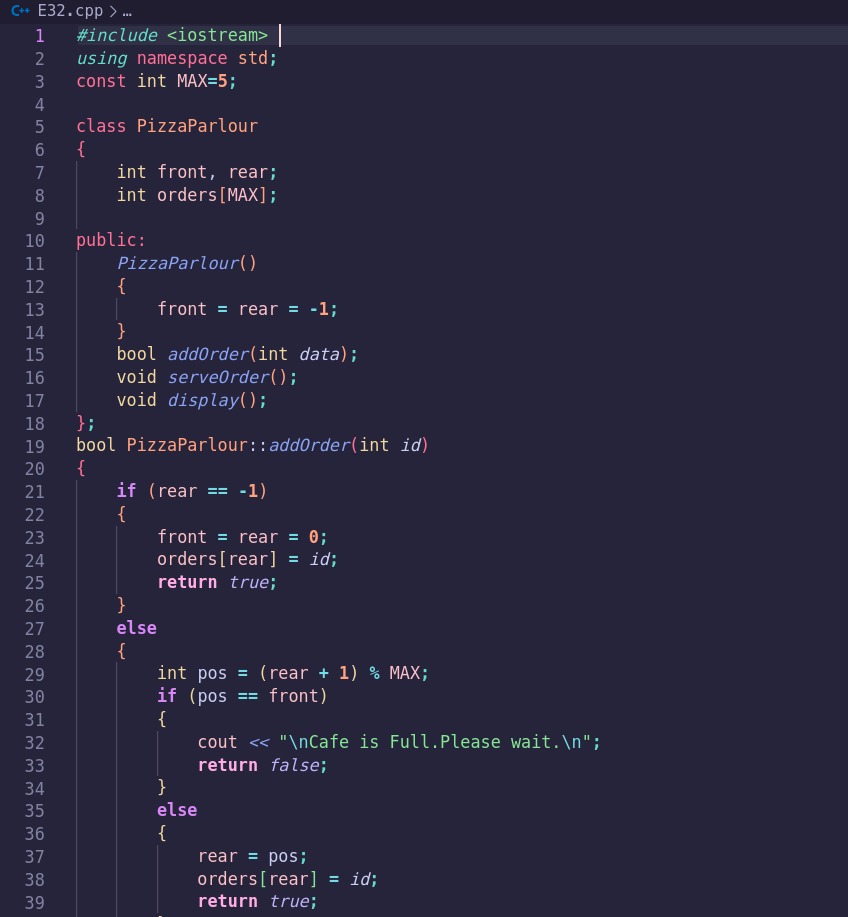 C++ E32.cpp > …
1 #include <iostream>
2 using namespace std;
3 const int MAX=5;
4
5 class PizzaParlour
6 {
7     int front, rear;
8     int orders[MAX];
9
10 public:
11     PizzaParlour()
12     {
13         front = rear = -1;
14     }
15     bool addOrder(int data);
16     void serveOrder();
17     void display();
18 };
19 bool PizzaParlour::addOrder(int id)
20 {
21     if (rear == -1)
22     {
23         front = rear = 0;
24         orders[rear] = id;
25         return true;
26     }
27     else
28     {
29         int pos = (rear + 1) % MAX;
30         if (pos == front)
31         {
32             cout << "\nCafe is Full.Please wait.\n";
33             return false;
34         }
35         else
36         {
37             rear = pos;
38             orders[rear] = id;
39             return true;